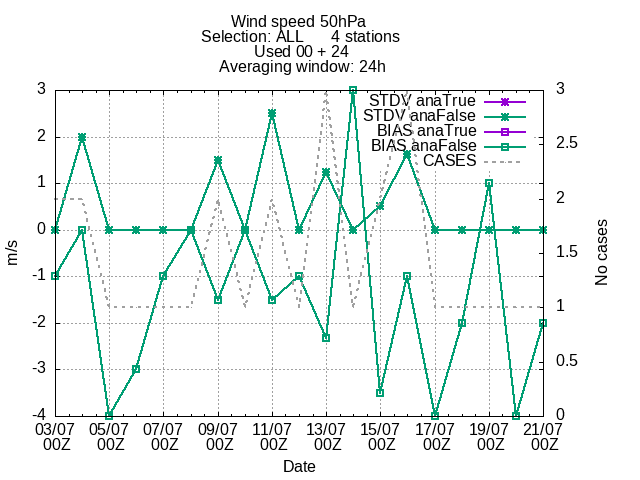 Wind speed 50hPa
Selection: ALL 4 stations
Used 00 + 24
Averaging window: 24h
STDV anaTrue
STDV anaFalse
BIAS anaTrue
BIAS anaFalse
CASES
3
2
1
0
-1
-2
-3
-4
m/s
3
2.5
2
1.5
1
0.5
0
No cases
03/07 05/07 07/07 09/07 11/07 13/07 15/07 17/07 19/07 21/07
00Z 00Z 00Z 00Z 00Z 00Z 00Z 00Z 00Z 00Z
Date